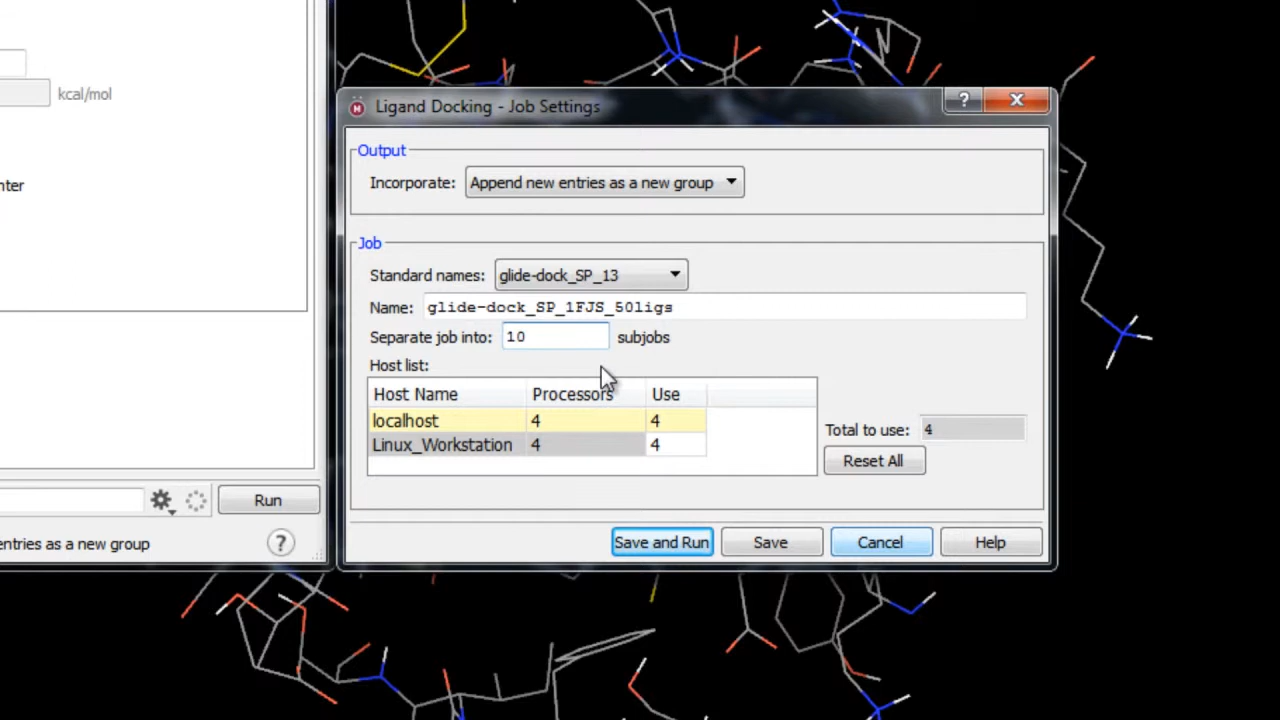 kcal/mol
nter
Run
entries as a new group
?
Ligand Docking - Job Settings
?
Output
Incorporate: Append new entries as a new group
Job
Standard names: glide-dock_SP_13
Name: glide-dock_SP_1FJS_50ligs
Separate job into: 10 subjobs
Host list:
Host Name Processors Use
localhost 4 4
Linux_Workstation 4 4
Total to use: 4
Reset All
Save and Run Save Cancel Help